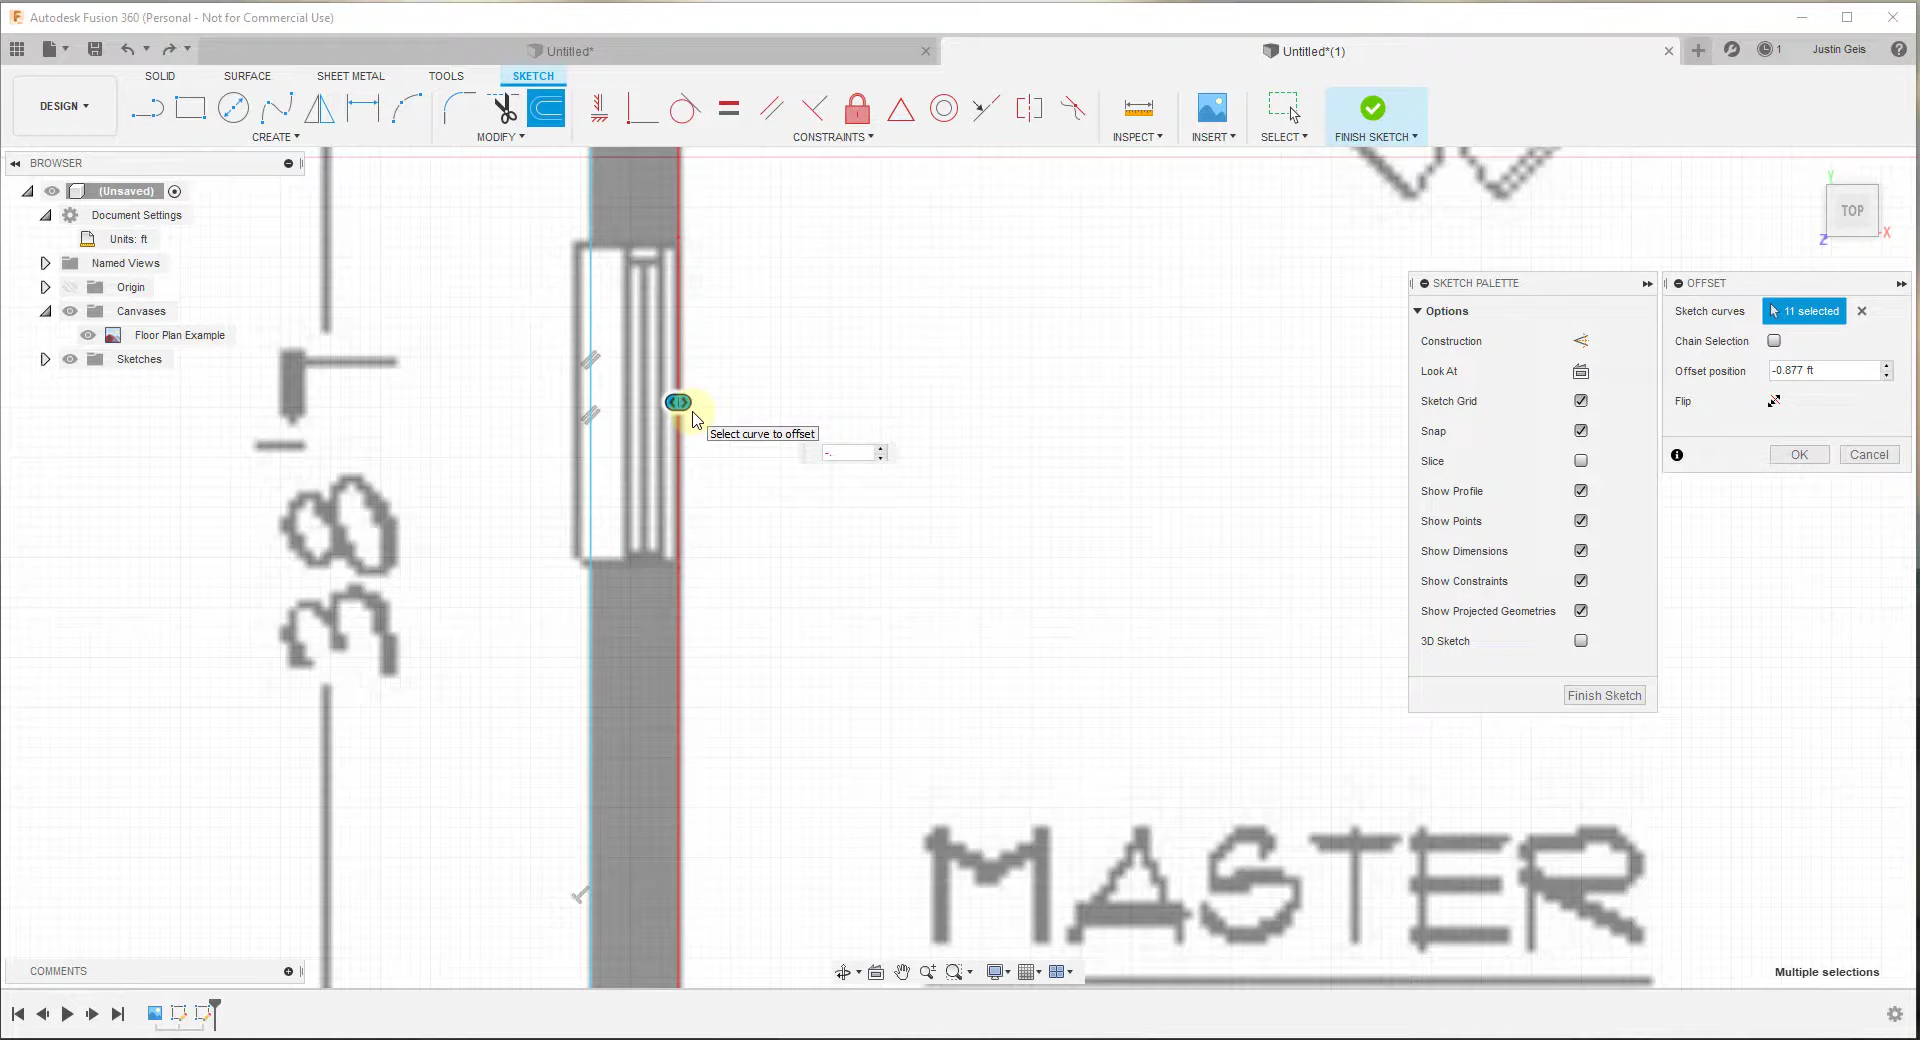 Autodesk Fusion 360 (Personal - Not for Commercial Use)
Untitled*
Untitled*(1)
1
Justin Geis
DESIGN
SOLID
SURFACE
SHEET METAL
TOOLS
SKETCH
CREATE
MODIFY
CONSTRAINTS
INSPECT
INSERT
SELECT
FINISH SKETCH
BROWSER
(Unsaved)
Document Settings
Units: ft
Named Views
Origin
Canvases
Floor Plan Example
Sketches
38
Select curve to offset
-.
MASTER
Y
TOP
Z
-X
SKETCH PALETTE
Options
Construction
Look At
Sketch Grid
Snap
Slice
Show Profile
Show Points
Show Dimensions
Show Constraints
Show Projected Geometries
3D Sketch
Finish Sketch
OFFSET
Sketch curves
11 selected
Chain Selection
Offset position
-0.877 ft
Flip
OK
Cancel
COMMENTS
Multiple selections